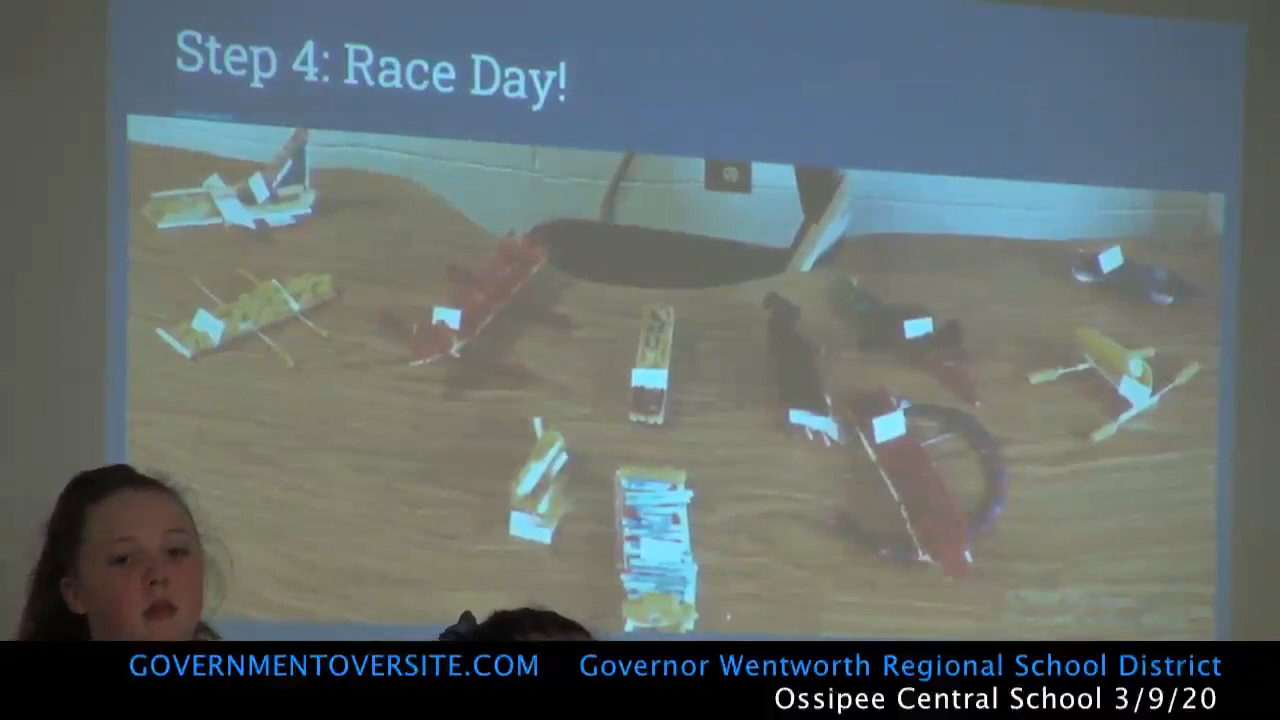 Step 4: Race Day!
GOVERNMENTOVERSITE.COM
Governor Wentworth Regional School District
Ossipee Central School 3/9/20